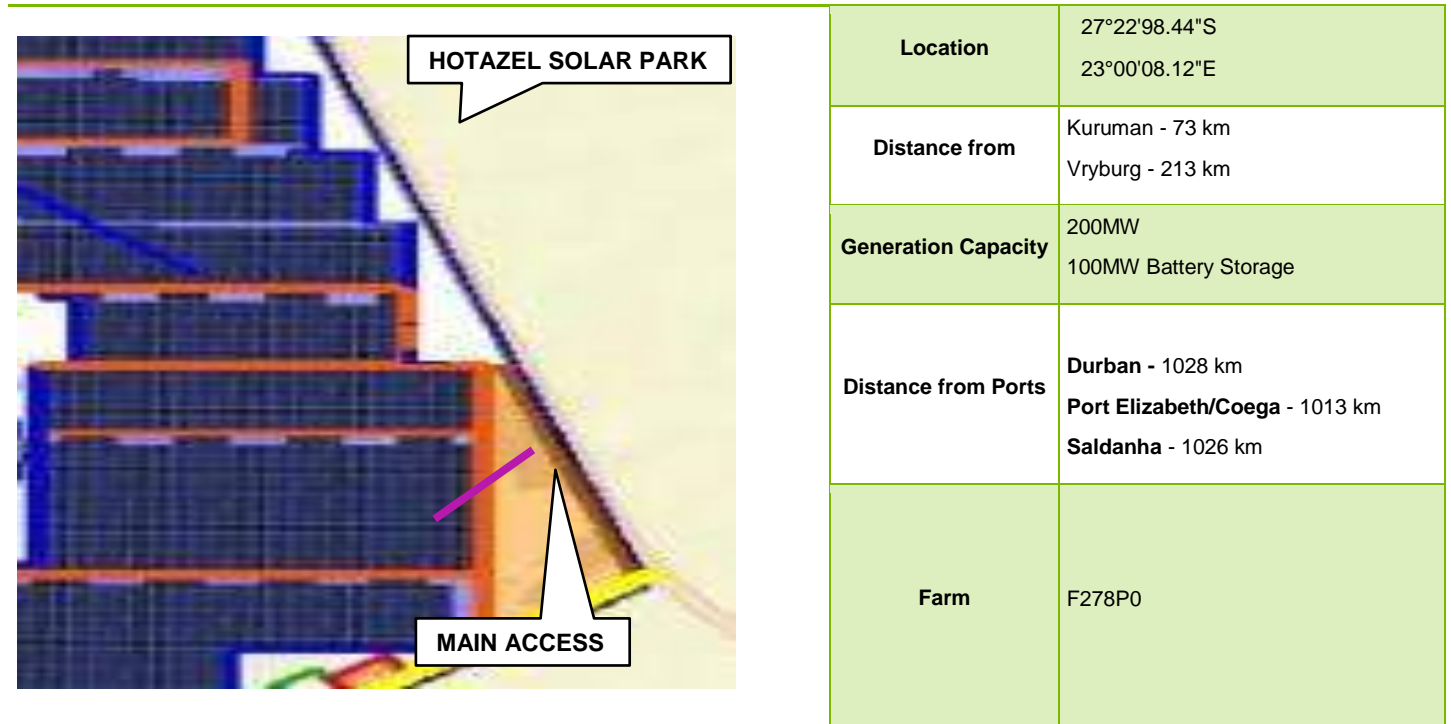 HOTAZEL SOLAR PARK
MAIN ACCESS
Location
27°22'98.44"S
23°00'08.12"E
Distance from
Kuruman - 73 km
Vryburg - 213 km
Generation Capacity
200MW
100MW Battery Storage
Distance from Ports
Durban - 1028 km
Port Elizabeth/Coega - 1013 km
Saldanha - 1026 km
Farm
F278P0